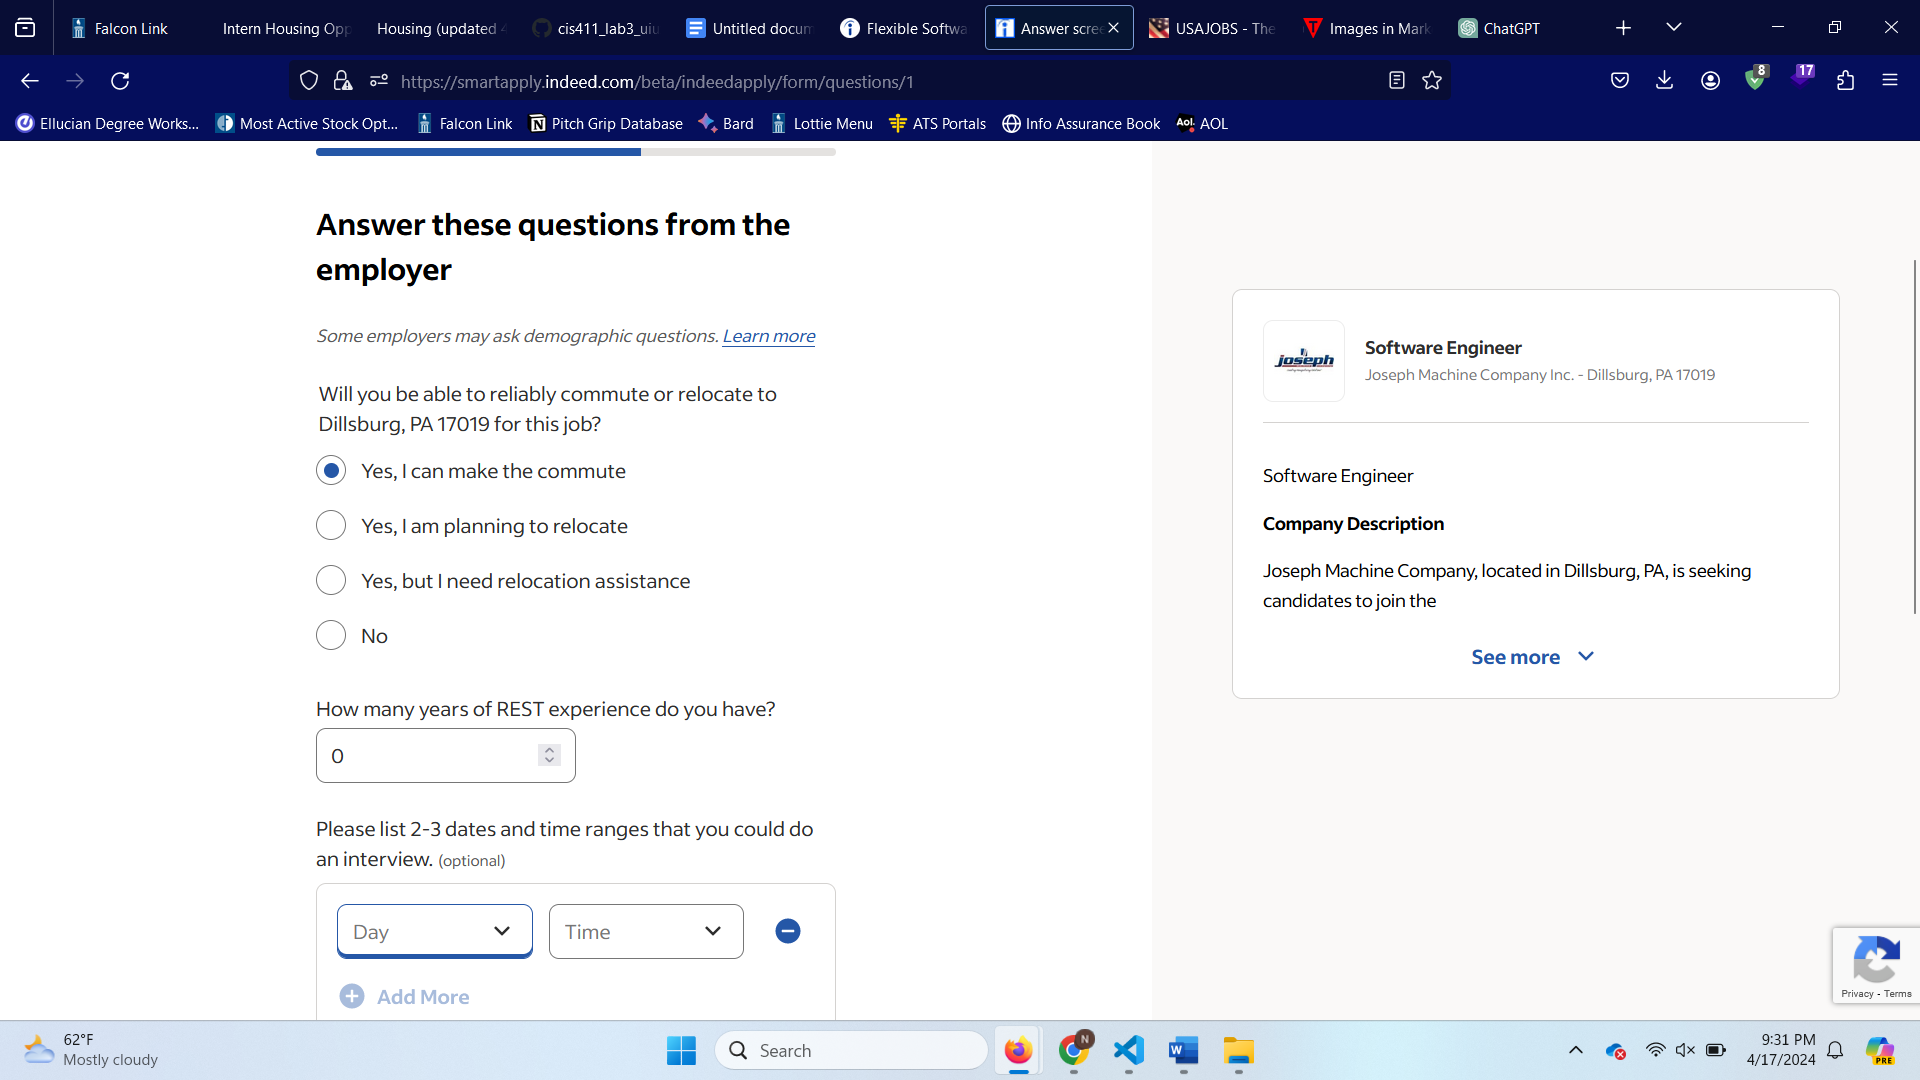 Falcon Link
Intern Housing Opp
Housing (updated 4
cis411_lab3_uiu
Untitled docum
Flexible Softwa
Answer scree
USAJOBS - The
Images in Mark
ChatGPT
https://smartapply.indeed.com/beta/indeedapply/form/questions/1
8
17
Ellucian Degree Works...
Most Active Stock Opt...
Falcon Link
Pitch Grip Database
Bard
Lottie Menu
ATS Portals
Info Assurance Book
Aol.
AOL
Answer these questions from the
employer
Some employers may ask demographic questions. Learn more
Will you be able to reliably commute or relocate to
Dillsburg, PA 17019 for this job?
Yes, I can make the commute
Yes, I am planning to relocate
Yes, but I need relocation assistance
No
How many years of REST experience do you have?
0
Please list 2-3 dates and time ranges that you could do
an interview. (optional)
Day
Time
Add More
joseph
Software Engineer
Joseph Machine Company Inc. - Dillsburg, PA 17019
Software Engineer
Company Description
Joseph Machine Company, located in Dillsburg, PA, is seeking
candidates to join the
See more
Privacy - Terms
62°F
Mostly cloudy
Search
N
W
9:31 PM
4/17/2024
PRE